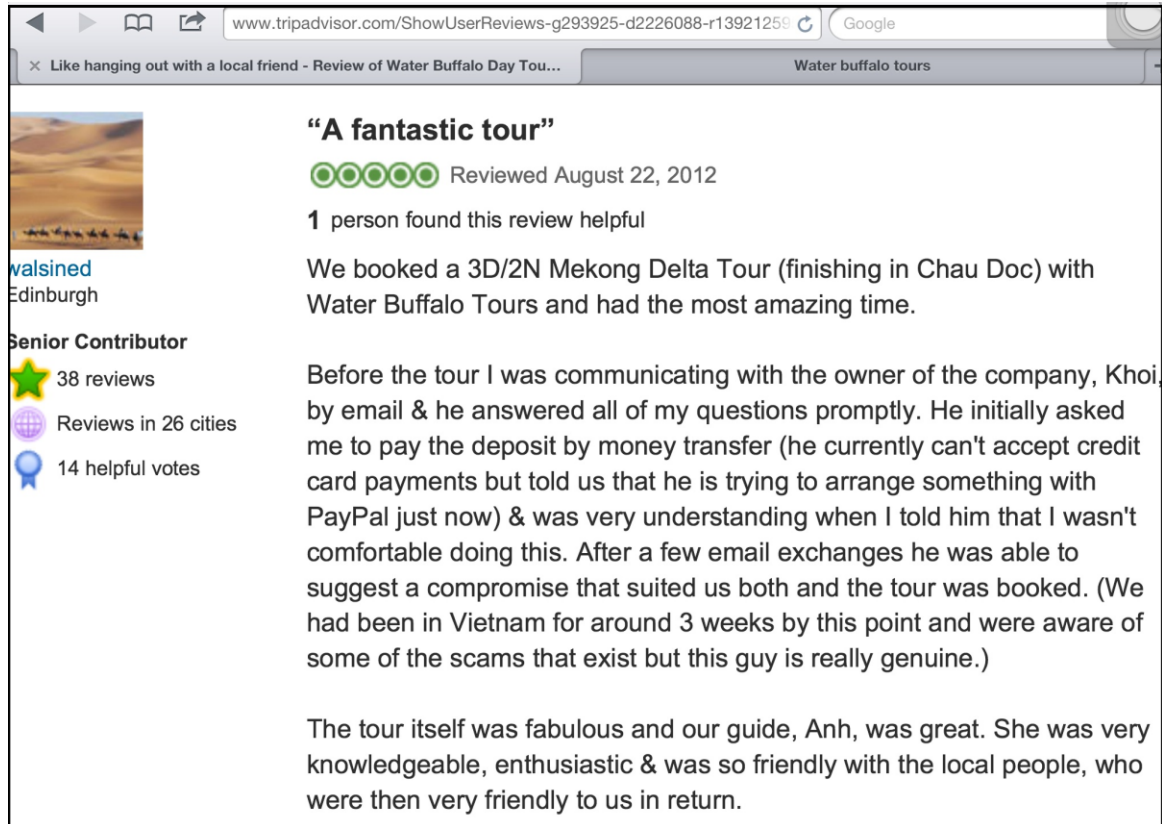 www.tripadvisor.com/ShowUserReviews-g293925-d2226088-r13921259
Google
× Like hanging out with a local friend - Review of Water Buffalo Day Tou...
Water buffalo tours
“A fantastic tour”
Reviewed August 22, 2012
1 person found this review helpful
walsined
Edinburgh
Senior Contributor
38 reviews
Reviews in 26 cities
14 helpful votes
We booked a 3D/2N Mekong Delta Tour (finishing in Chau Doc) with
Water Buffalo Tours and had the most amazing time.
Before the tour I was communicating with the owner of the company, Khoi,
by email & he answered all of my questions promptly. He initially asked
me to pay the deposit by money transfer (he currently can't accept credit
card payments but told us that he is trying to arrange something with
PayPal just now) & was very understanding when I told him that I wasn't
comfortable doing this. After a few email exchanges he was able to
suggest a compromise that suited us both and the tour was booked. (We
had been in Vietnam for around 3 weeks by this point and were aware of
some of the scams that exist but this guy is really genuine.)
The tour itself was fabulous and our guide, Anh, was great. She was very
knowledgeable, enthusiastic & was so friendly with the local people, who
were then very friendly to us in return.